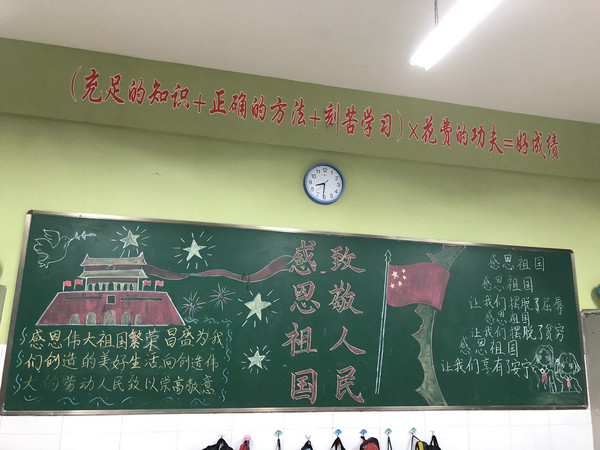 (充足的知识+正确的方法+刻苦学习)×花费的功夫=好成绩
致敬人民
感恩祖国
感恩伟大祖国繁荣昌盛为我
们创造的美好生活向创造伟
大的劳动人民致以崇高敬意
感恩祖国
感恩祖国
让我们摆脱了屈辱
感恩祖国
让我们摆脱了贫穷
感恩祖国
让我们享有了安宁